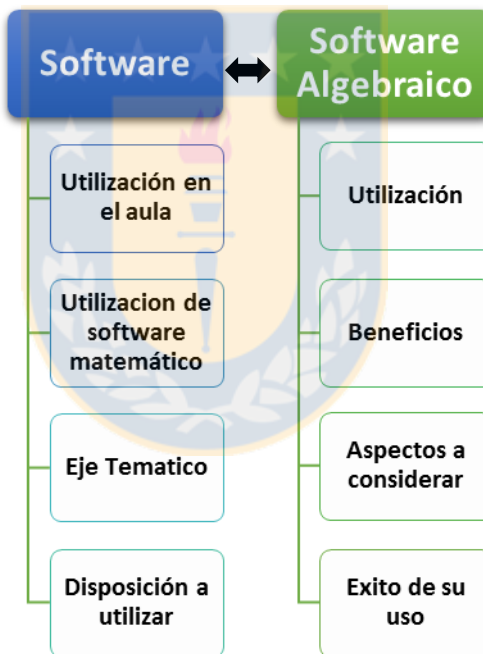 Software
Software
Algebraico
Utilización en
el aula
Utilizacion de
software
matemático
Eje Tematico
Disposición a
utilizar
Utilización
Beneficios
Aspectos a
considerar
Exito de su
uso